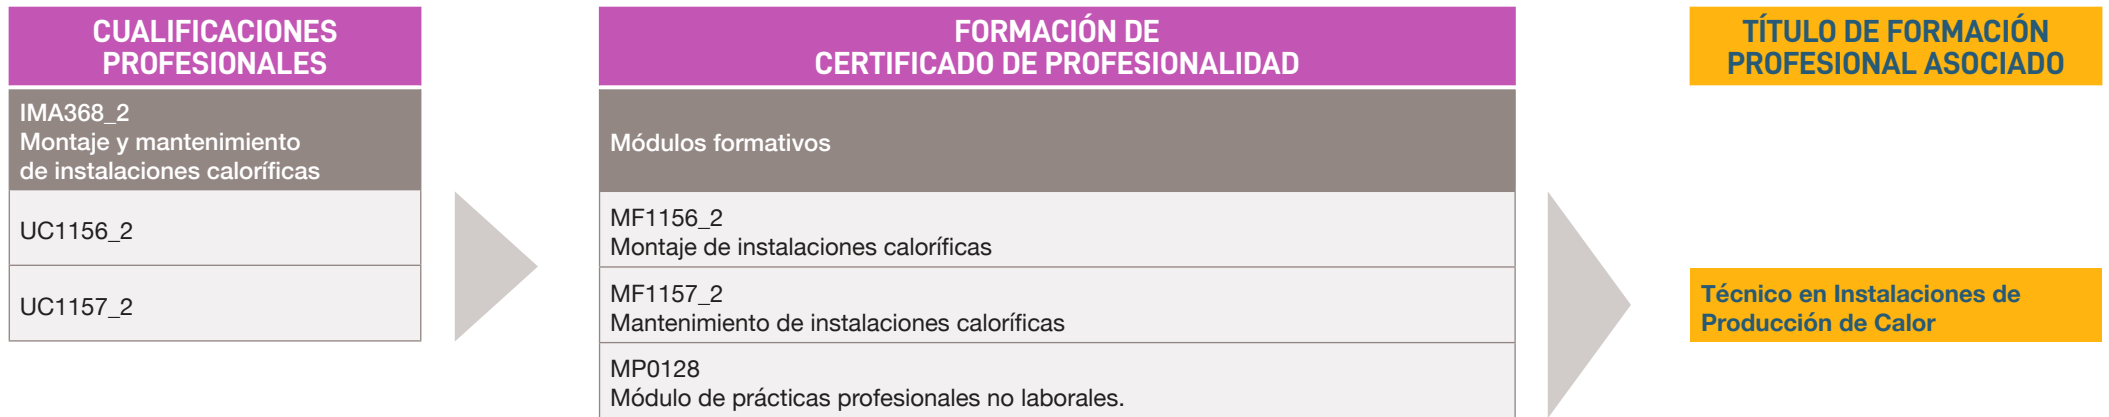 CUALIFICACIONES
PROFESIONALES
IMA368_2
Montaje y mantenimiento
de instalaciones caloríficas
UC1156_2
UC1157_2
FORMACIÓN DE
CERTIFICADO DE PROFESIONALIDAD
Módulos formativos
MF1156_2
Montaje de instalaciones caloríficas
MF1157_2
Mantenimiento de instalaciones caloríficas
MP0128
Módulo de prácticas profesionales no laborales.
TÍTULO DE FORMACIÓN
PROFESIONAL ASOCIADO
Técnico en Instalaciones de
Producción de Calor